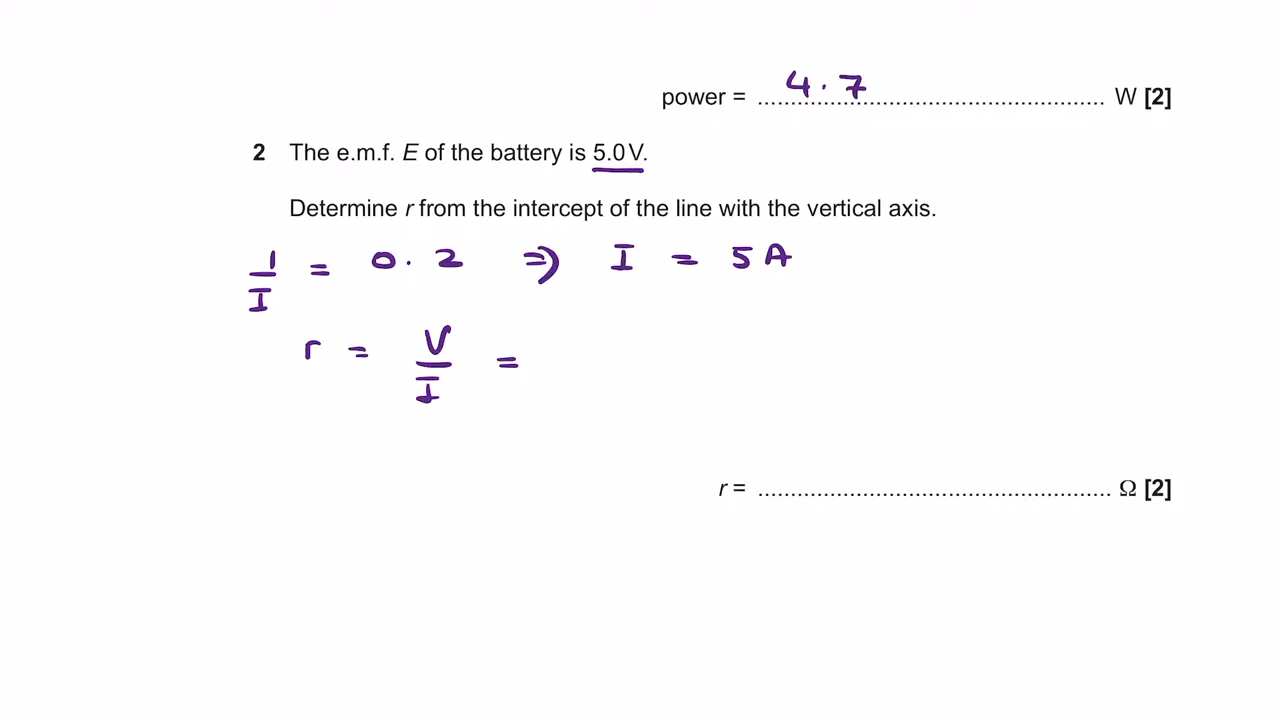 power = 4.7 W [2]
2 The e.m.f. E of the battery is 5.0 V.
Determine r from the intercept of the line with the vertical axis.
1/I = 0.2 ⇒ I = 5A
r = V/I =
r = ........................................................ Ω [2]